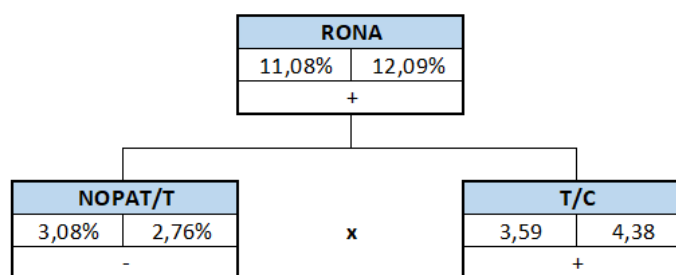 RONA
11,08% 12,09%
+
NOPAT/T
3,08% 2,76%
-
x
T/C
3,59 4,38
+